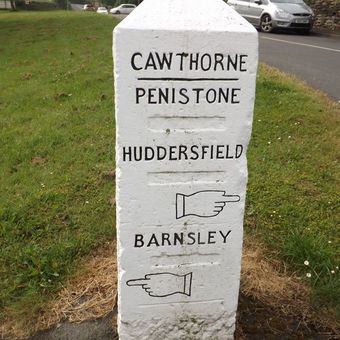 CAWTHORNE
PENISTONE
HUDDERSFIELD
BARNSLEY